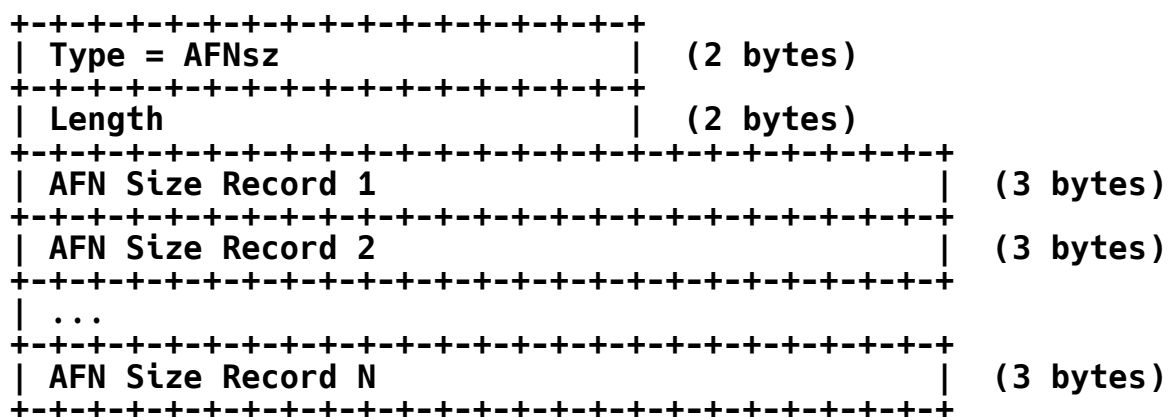 +-+-+-+-+-+-+-+-+-+-+-+-+-+-+-+-+
| Type = AFNsz                  |  (2 bytes)
+-+-+-+-+-+-+-+-+-+-+-+-+-+-+-+-+
| Length                        |  (2 bytes)
+-+-+-+-+-+-+-+-+-+-+-+-+-+-+-+-+-+-+-+-+-+-+-+-+
| AFN Size Record 1                             |  (3 bytes)
+-+-+-+-+-+-+-+-+-+-+-+-+-+-+-+-+-+-+-+-+-+-+-+-+
| AFN Size Record 2                             |  (3 bytes)
+-+-+-+-+-+-+-+-+-+-+-+-+-+-+-+-+-+-+-+-+-+-+-+-+
| ...
+-+-+-+-+-+-+-+-+-+-+-+-+-+-+-+-+-+-+-+-+-+-+-+-+
| AFN Size Record N                             |  (3 bytes)
+-+-+-+-+-+-+-+-+-+-+-+-+-+-+-+-+-+-+-+-+-+-+-+-+